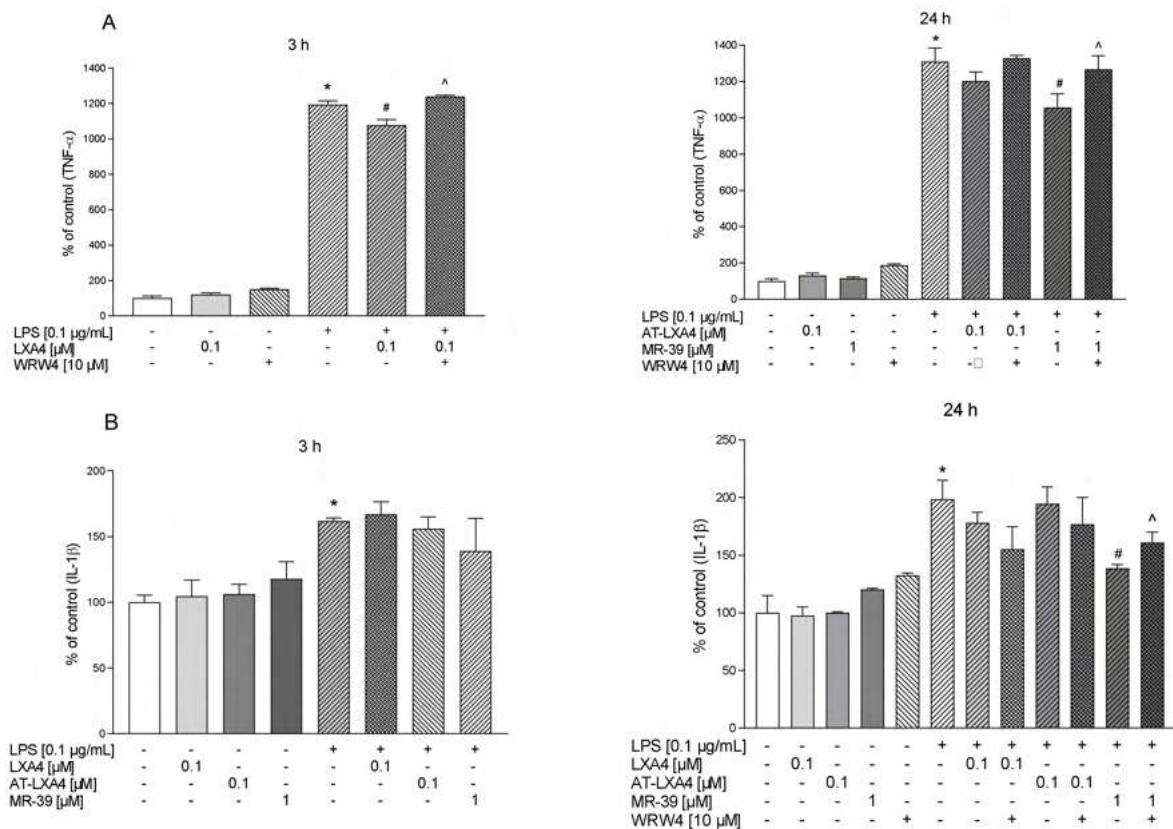 A
3 h
% of control (TNF-α)
1400
1200
1000
800
600
400
200
0
* # ^
LPS [0.1 µg/mL] - - - + + +
LXA4 [µM] - 0.1 - - 0.1 0.1
WRW4 [10 µM] - - + - - +
24 h
% of control (TNF-α)
1400
1200
1000
800
600
400
200
0
* # ^
LPS [0.1 µg/mL] - - - - + + + + +
AT-LXA4 [µM] - 0.1 - - - 0.1 0.1 - -
MR-39 [µM] - - 1 - - - - 1 1
WRW4 [10 µM] - - - + - -□ + - +
B
3 h
% of control (IL-1β)
200
150
100
50
0
*
LPS [0.1 µg/mL] - - - - + + + +
LXA4 [µM] - 0.1 - - - 0.1 - -
AT-LXA4 [µM] - - 0.1 - - - 0.1 -
MR-39 [µM] - - - 1 - - - 1
24 h
% of control (IL-1β)
250
200
150
100
50
0
* # ^
LPS [0.1 µg/mL] - - - - - + + + + + + +
LXA4 [µM] - 0.1 - - - - 0.1 0.1 - - - -
AT-LXA4 [µM] - - 0.1 - - - - - 0.1 0.1 - -
MR-39 [µM] - - - 1 - - - - - - 1 1
WRW4 [10 µM] - - - - + - - + - + - +